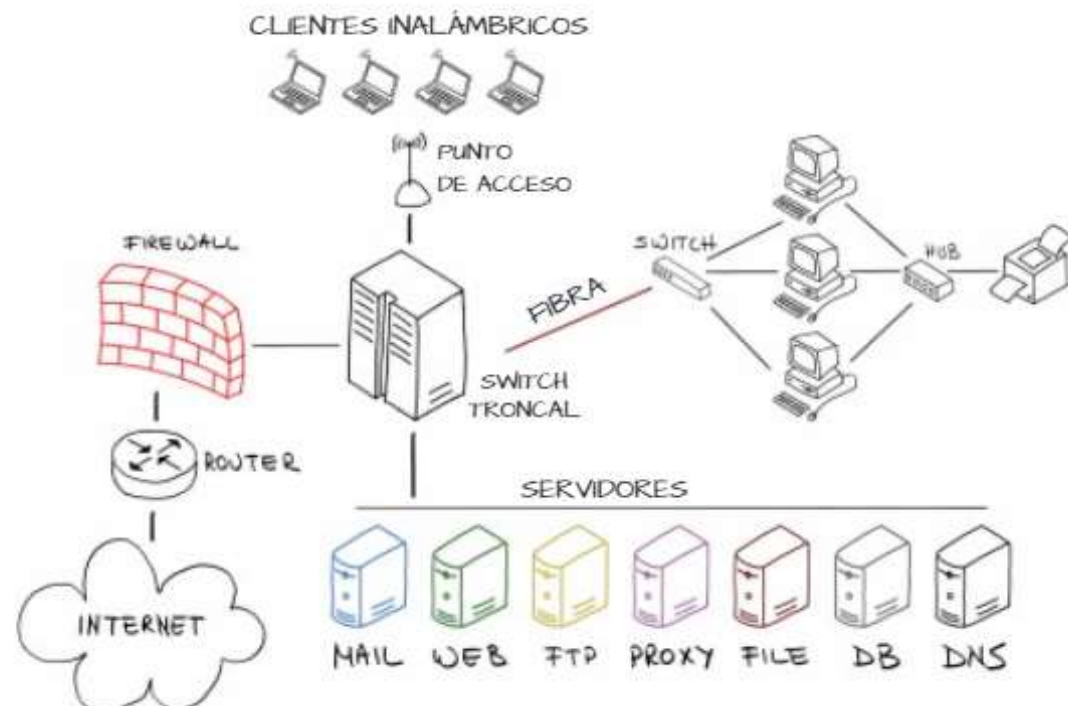 CLIENTES INALÁMBRICOS
PUNTO
DE ACCESO
FIREWALL
SWITCH
HUB
FIBRA
SWITCH
TRONCAL
ROUTER
SERVIDORES
INTERNET
MAIL WEB FTP PROXY FILE DB DNS